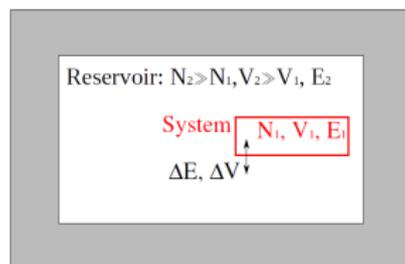 Reservoir: N₂≫N₁,V₂≫V₁, E₂
System
N₁, V₁, E₁
ΔE, ΔV